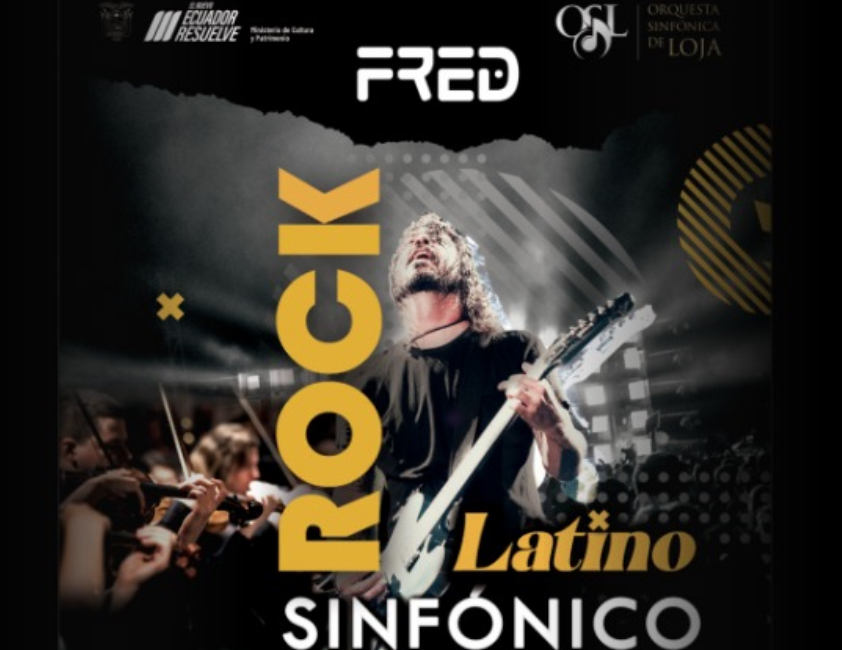 EL NUEVO
ECUADOR
RESUELVE
Ministerio de Cultura
y Patrimonio
OSL
ORQUESTA
SINFÓNICA
DE LOJA
FRED
ROCK
Latino
SINFÓNICO